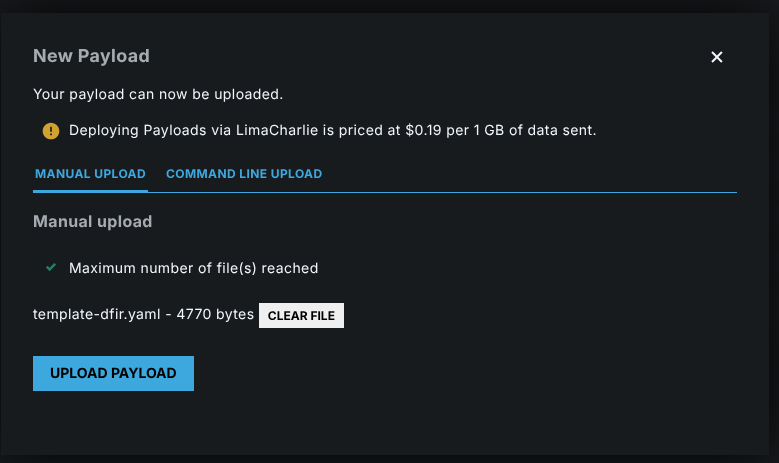 New Payload
Your payload can now be uploaded.
Deploying Payloads via LimaCharlie is priced at $0.19 per 1 GB of data sent.
MANUAL UPLOAD COMMAND LINE UPLOAD
Manual upload
Maximum number of file(s) reached
template-dfir.yaml - 4770 bytes CLEAR FILE
UPLOAD PAYLOAD